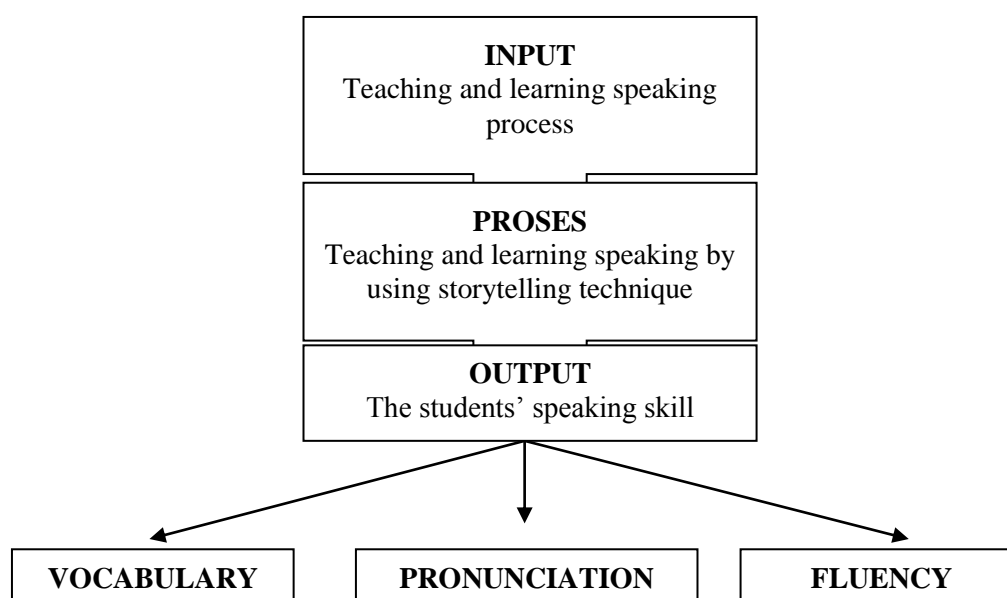 INPUT
Teaching and learning speaking
process
PROSES
Teaching and learning speaking by
using storytelling technique
OUTPUT
The students’ speaking skill
VOCABULARY PRONUNCIATION FLUENCY